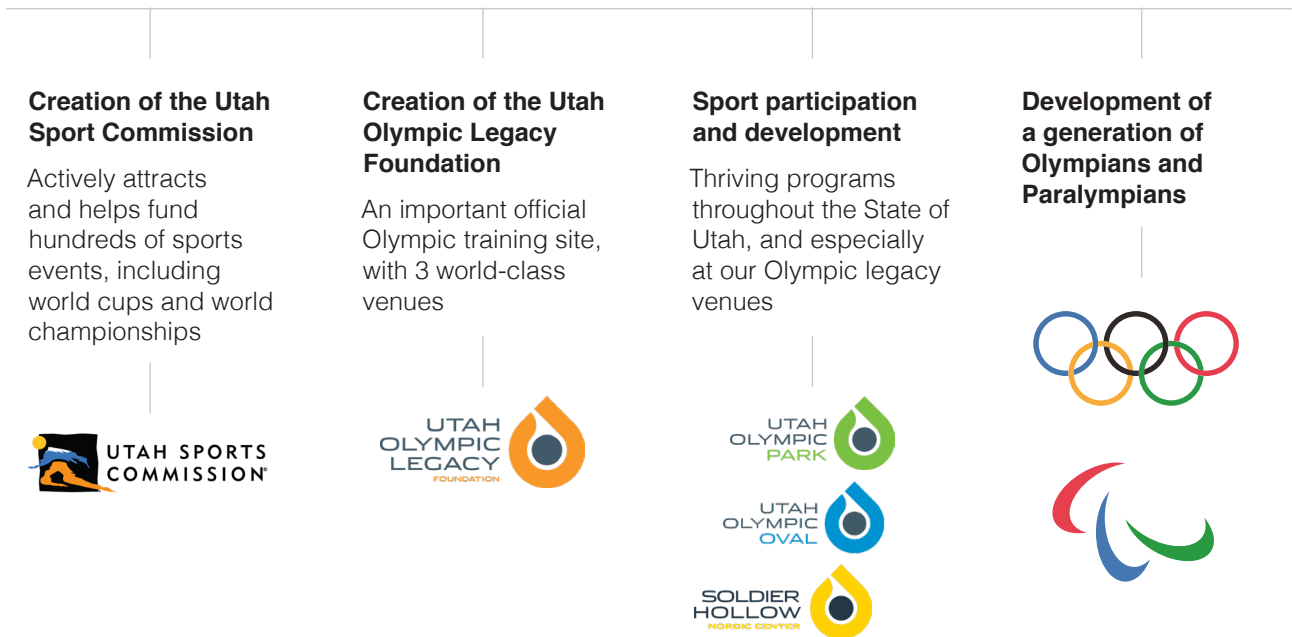 Creation of the Utah
Sport Commission
Actively attracts
and helps fund
hundreds of sports
events, including
world cups and world
championships
UTAH SPORTS
COMMISSION®
Creation of the Utah
Olympic Legacy
Foundation
An important official
Olympic training site,
with 3 world-class
venues
UTAH
OLYMPIC
LEGACY
FOUNDATION
Sport participation
and development
Thriving programs
throughout the State of
Utah, and especially
at our Olympic legacy
venues
UTAH
OLYMPIC
PARK
UTAH
OLYMPIC
OVAL
SOLDIER
HOLLOW
NORDIC CENTER
Development of
a generation of
Olympians and
Paralympians